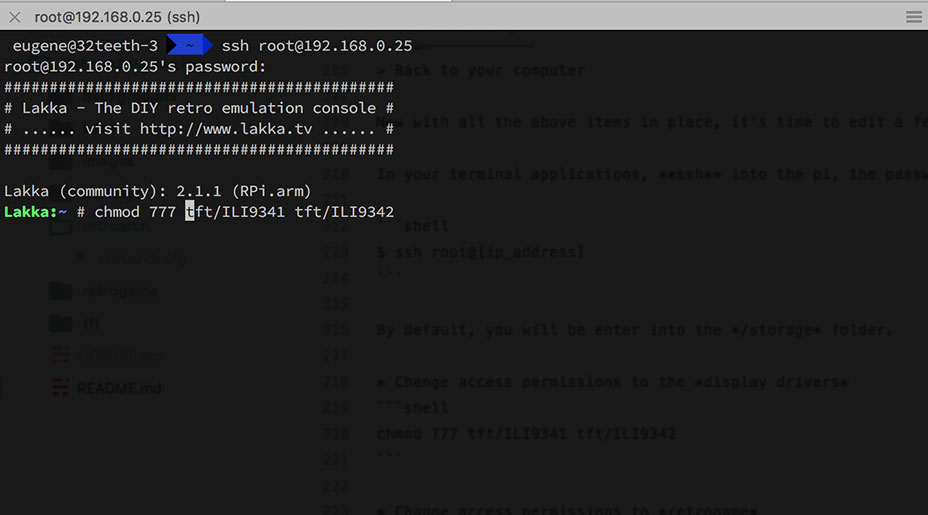 root@192.168.0.25 (ssh)
eugene@32teeth-3 ~ ssh root@192.168.0.25
root@192.168.0.25's password:
###########################################
# Lakka - The DIY retro emulation console #
# ...... visit http://www.lakka.tv ...... #
###########################################
Lakka (community): 2.1.1 (RPi.arm)
Lakka:~ # chmod 777 tft/ILI9341 tft/ILI9342
images
retroarch
retroarch.cfg
retrogame
tft
LICENSE.md
README.md
206 > Back to your computer
Now with all the above items in place, it's time to edit a fe
210 In your terminal applications, **ssh** into the pi, the passw
212 ```shell
213 $ ssh root@[ip_address]
214 ```
215
216 By default, you will be enter into the */storage* folder.
217
218 * Change access permissions to the *display drivers*
219 ```shell
220 chmod 777 tft/ILI9341 tft/ILI9342
221 ```
222
223 * Change access permissions to *retrogame*